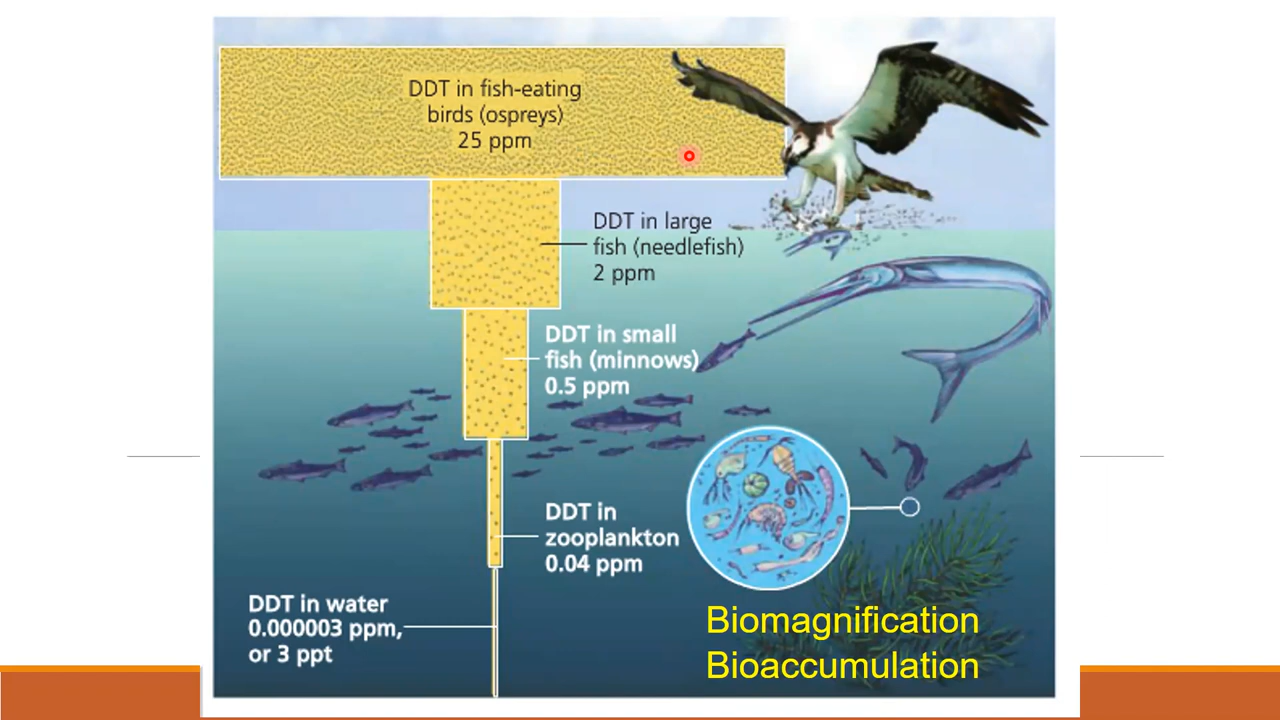 DDT in fish-eating
birds (ospreys)
25 ppm
DDT in large
fish (needlefish)
2 ppm
DDT in small
fish (minnows)
0.5 ppm
DDT in
zooplankton
0.04 ppm
DDT in water
0.000003 ppm,
or 3 ppt
Biomagnification
Bioaccumulation